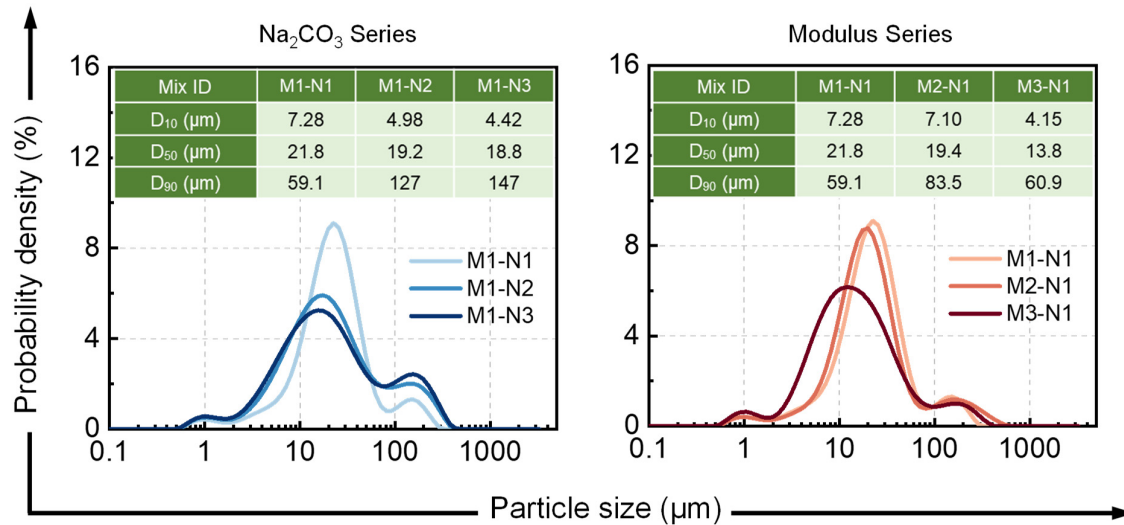 Probability density (%)
Na₂CO₃ Series
16
12
8
4
0
Mix ID M1-N1 M1-N2 M1-N3
D₁₀ (μm) 7.28 4.98 4.42
D₅₀ (μm) 21.8 19.2 18.8
D₉₀ (μm) 59.1 127 147
M1-N1
M1-N2
M1-N3
0.1 1 10 100 1000
Modulus Series
16
12
8
4
0
Mix ID M1-N1 M2-N1 M3-N1
D₁₀ (μm) 7.28 7.10 4.15
D₅₀ (μm) 21.8 19.4 13.8
D₉₀ (μm) 59.1 83.5 60.9
M1-N1
M2-N1
M3-N1
0.1 1 10 100 1000
Particle size (μm)